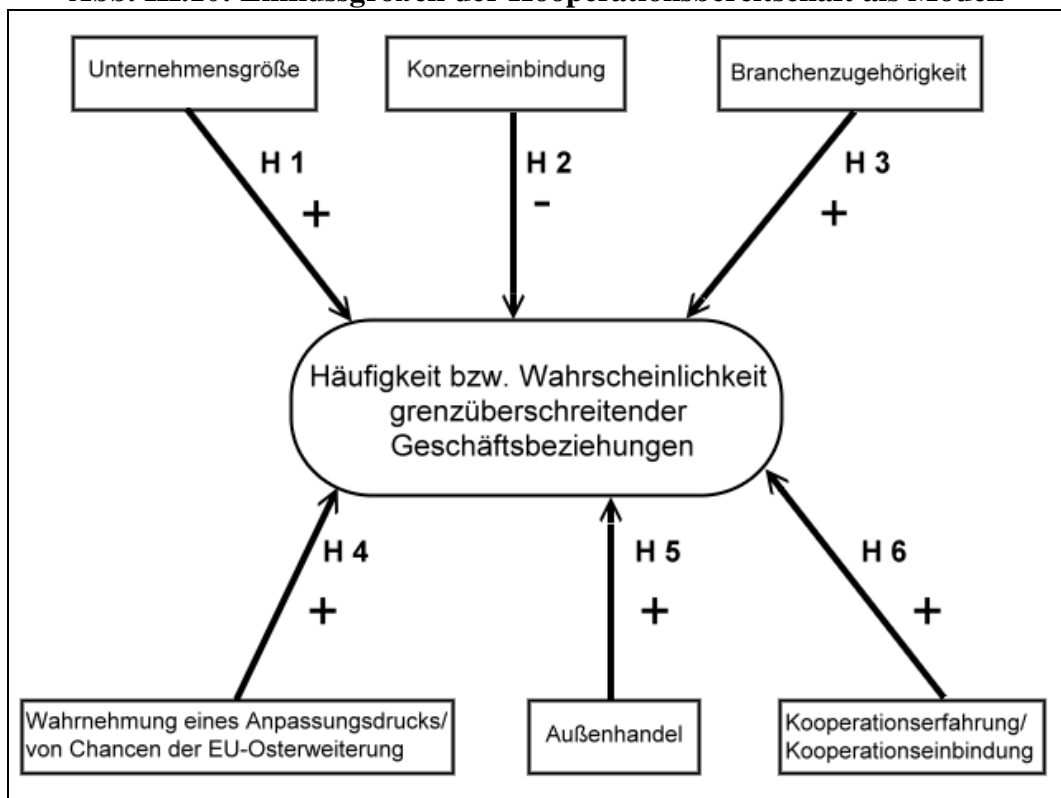 Abb. III.10: Einflussgrößen der Kooperationsbereitschaft als Modell
Unternehmensgröße
Konzerneinbindung
Branchenzugehörigkeit
H 1
+
H 2
-
H 3
+
Häufigkeit bzw. Wahrscheinlichkeit
grenzüberschreitender
Geschäftsbeziehungen
H 4
+
H 5
+
H 6
+
Wahrnehmung eines Anpassungsdrucks/
von Chancen der EU-Osterweiterung
Außenhandel
Kooperationserfahrung/
Kooperationseinbindung